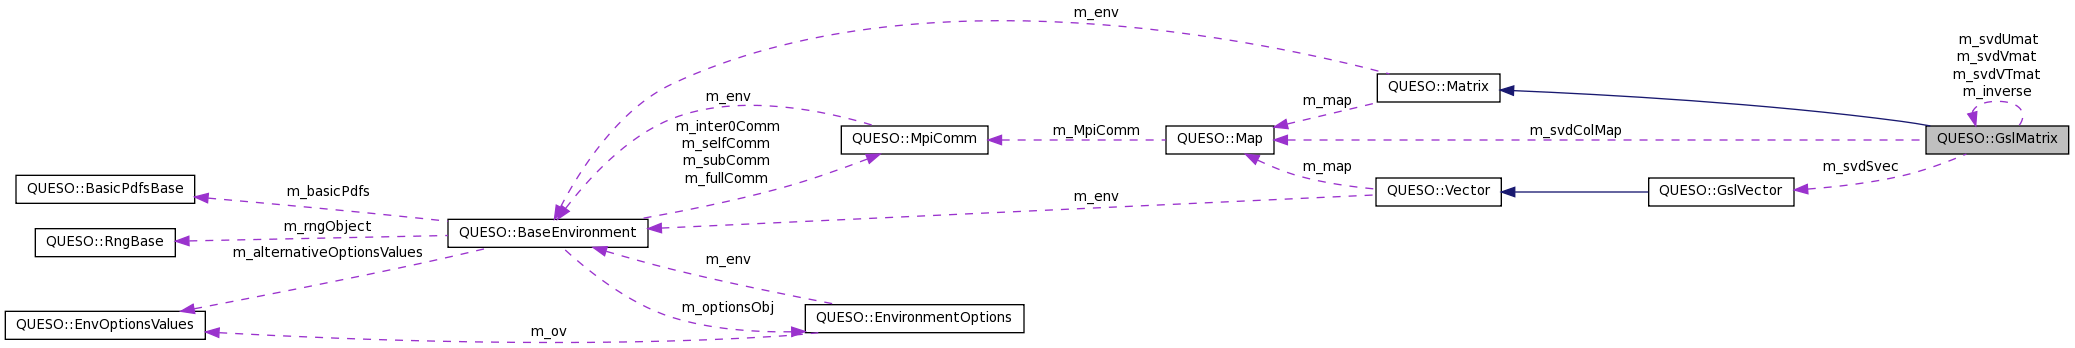 m_env
m_svdUmat
m_svdVmat
m_svdVTmat
m_inverse
QUESO::Matrix
m_env
m_map
m_inter0Comm
m_selfComm
m_subComm
m_fullComm
QUESO::MpiComm
m_MpiComm
QUESO::Map
m_svdColMap
QUESO::GslMatrix
m_map
m_svdSvec
QUESO::BasicPdfsBase
m_basicPdfs
m_env
QUESO::Vector
QUESO::GslVector
m_rngObject
QUESO::RngBase
QUESO::BaseEnvironment
m_alternativeOptionsValues
m_env
m_optionsObj
QUESO::EnvOptionsValues
m_ov
QUESO::EnvironmentOptions